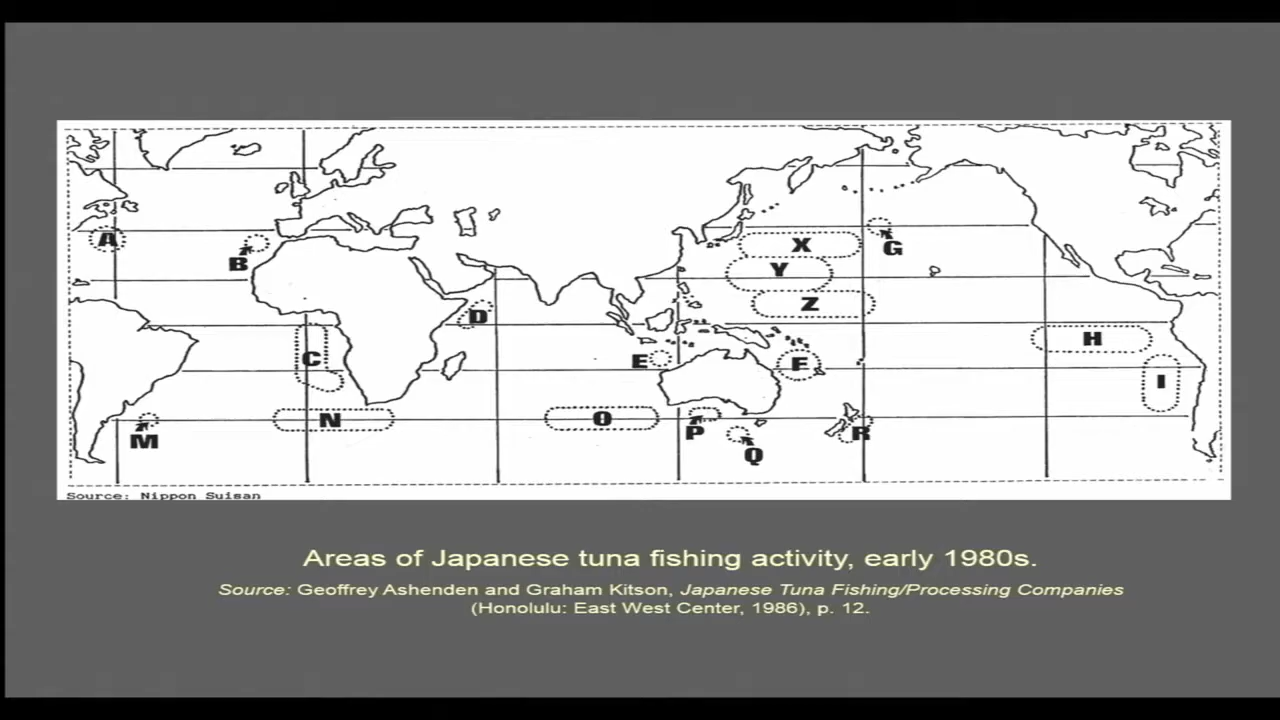 X
G
A
B
Y
Z
D
H
C
E
F
I
N
O
M
P
R
Q
Source: Nippon Suisan
Areas of Japanese tuna fishing activity, early 1980s.
Source: Geoffrey Ashenden and Graham Kitson, Japanese Tuna Fishing/Processing Companies
(Honolulu: East West Center, 1986), p. 12.